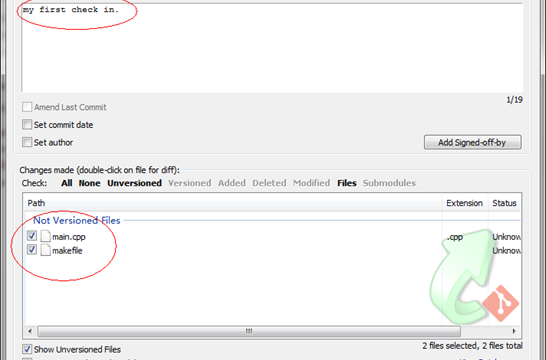 my first check in.
1/19
Amend Last Commit
Set commit date
Set author
Add Signed-off-by
Changes made (double-click on file for diff):
Check: All None Unversioned Versioned Added Deleted Modified Files Submodules
Path Extension Status
Not Versioned Files
main.cpp .cpp Unknow
makefile Unknow
2 files selected, 2 files total
Show Unversioned Files